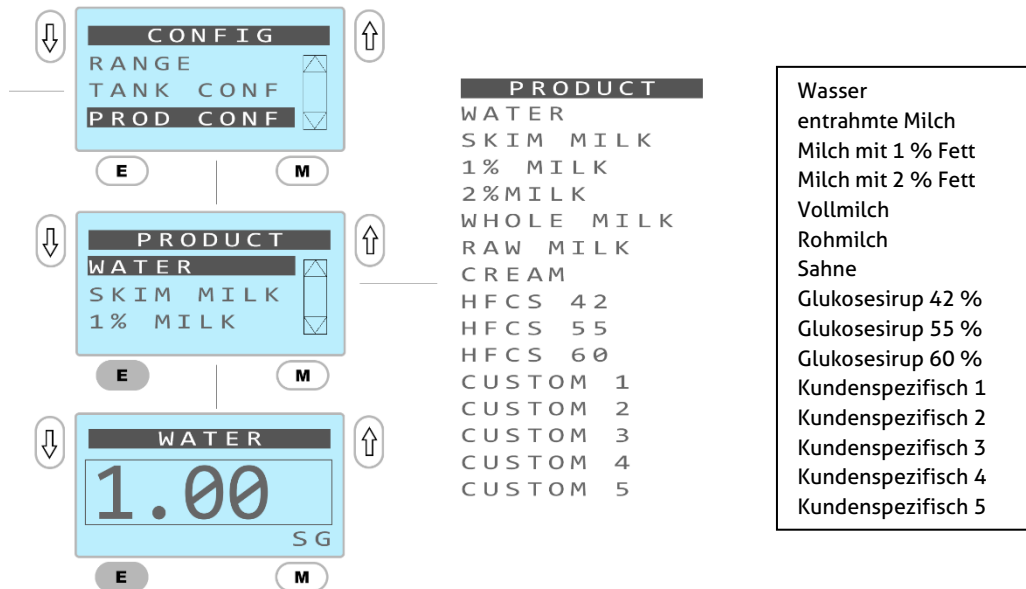 CONFIG
RANGE
TANK CONF
PROD CONF
E
M
PRODUCT
WATER
SKIM MILK
1% MILK
E
M
WATER
1.00
SG
E
M
PRODUCT
WATER
SKIM MILK
1% MILK
2%MILK
WHOLE MILK
RAW MILK
CREAM
HFCS 42
HFCS 55
HFCS 60
CUSTOM 1
CUSTOM 2
CUSTOM 3
CUSTOM 4
CUSTOM 5
Wasser
entrahmte Milch
Milch mit 1 % Fett
Milch mit 2 % Fett
Vollmilch
Rohmilch
Sahne
Glukosesirup 42 %
Glukosesirup 55 %
Glukosesirup 60 %
Kundenspezifisch 1
Kundenspezifisch 2
Kundenspezifisch 3
Kundenspezifisch 4
Kundenspezifisch 5